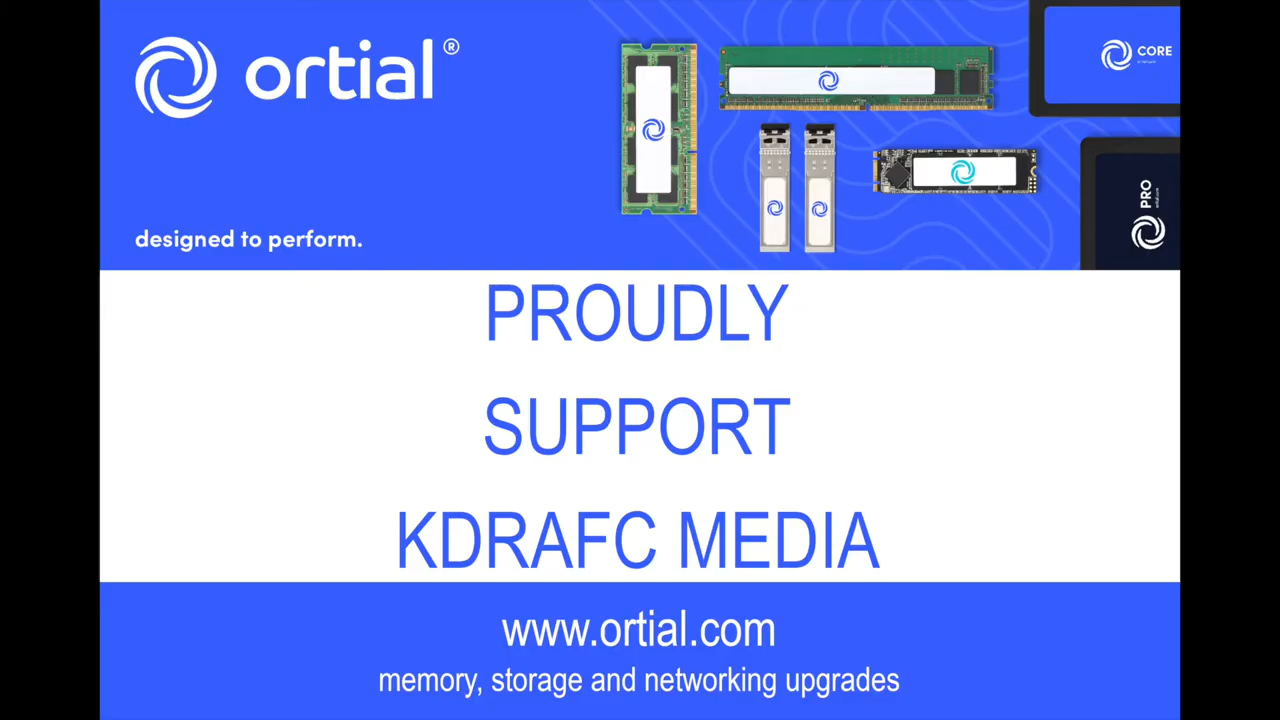 ortial®
CORE
PRO
designed to perform.
PROUDLY
SUPPORT
KDRAFC MEDIA
www.ortial.com
memory, storage and networking upgrades